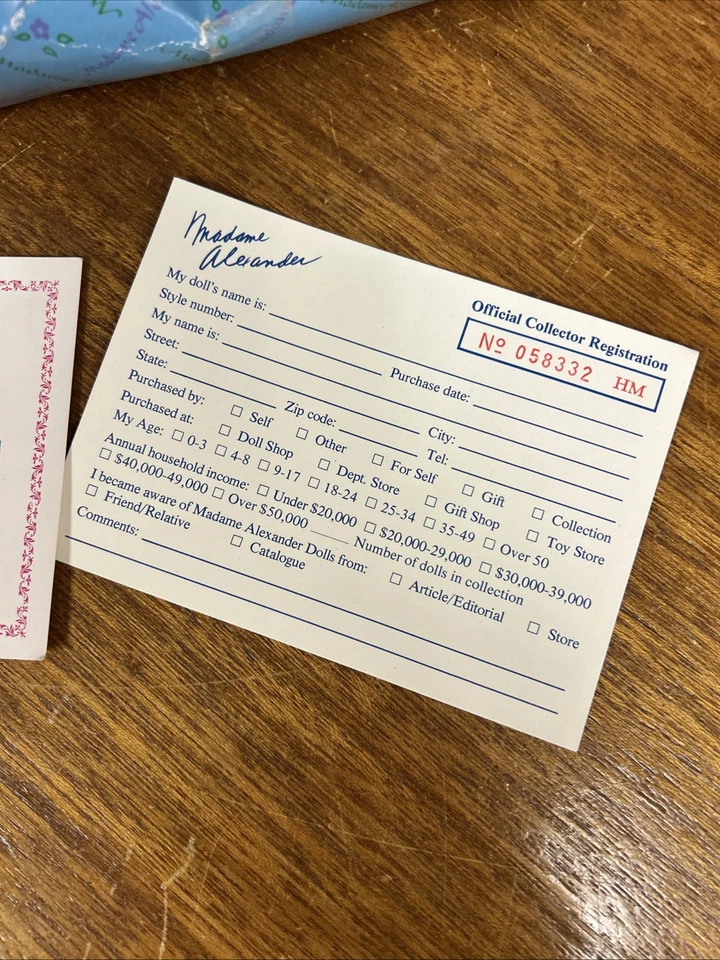 Madame
Alexander
Official Collector Registration
Nº 058332 HM
My doll's name is:
Style number: Purchase date:
My name is:
Street: City:
State: Zip code: Tel:
Purchased by: ☐ Self ☐ Other ☐ For Self ☐ Gift ☐ Collection
Purchased at: ☐ Doll Shop ☐ Dept. Store ☐ Gift Shop ☐ Toy Store
My Age: ☐ 0-3 ☐ 4-8 ☐ 9-17 ☐ 18-24 ☐ 25-34 ☐ 35-49 ☐ Over 50
Annual household income: ☐ Under $20,000 ☐ $20,000-29,000 ☐ $30,000-39,000
☐ $40,000-49,000 ☐ Over $50,000 Number of dolls in collection
I became aware of Madame Alexander Dolls from:
☐ Friend/Relative ☐ Catalogue ☐ Article/Editorial ☐ Store
Comments: